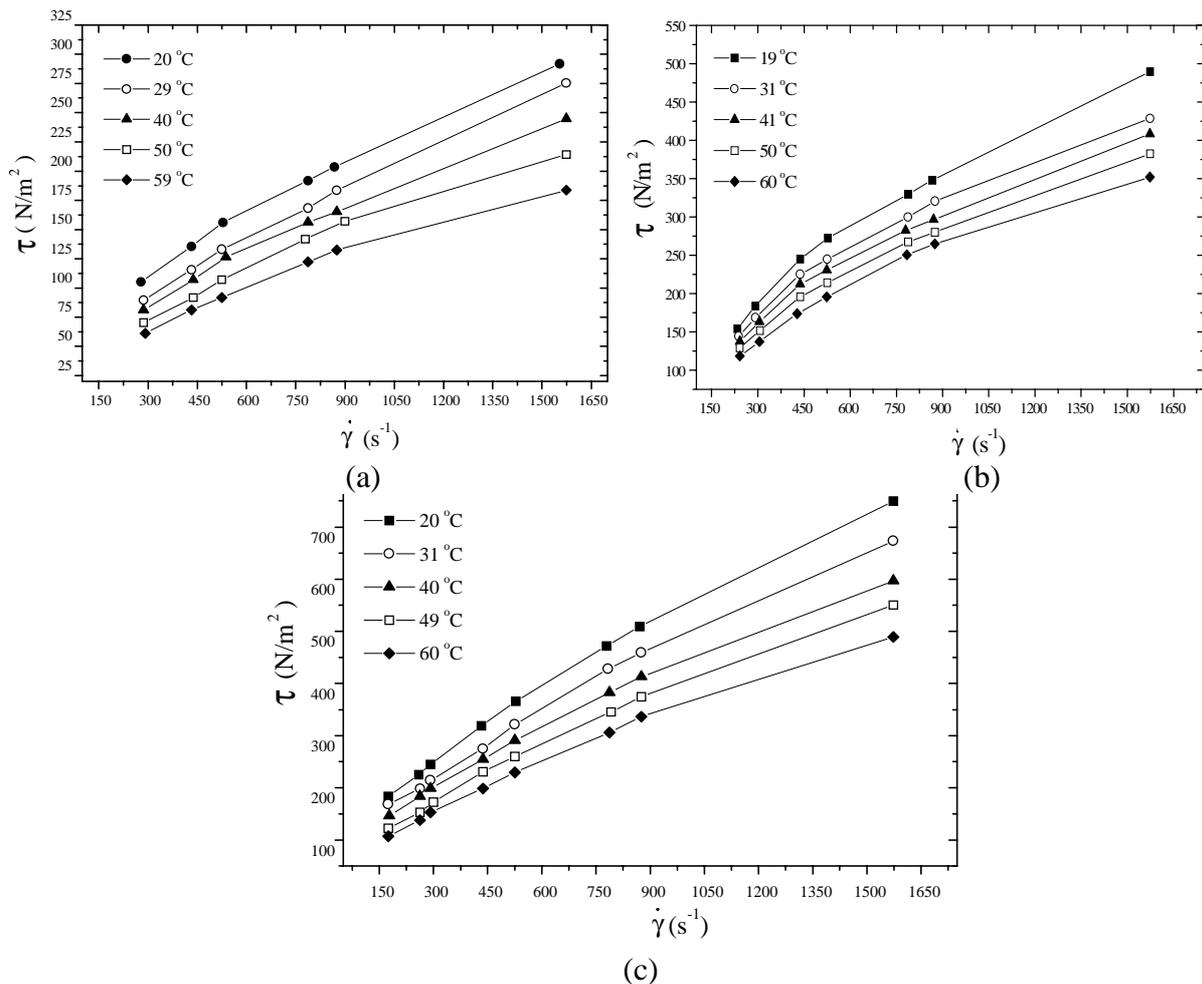 325
300
275
250
225
200
175
150
125
100
75
50
25
τ ( N/m²)
20 °C
29 °C
40 °C
50 °C
59 °C
150 300 450 600 750 900 1050 1200 1350 1500 1650
γ̇ (s⁻¹)
(a)
550
500
450
400
350
300
250
200
150
100
τ (N/m²)
19 °C
31 °C
41 °C
50 °C
60 °C
150 300 450 600 750 900 1050 1200 1350 1500 1650
γ̇ (s⁻¹)
(b)
700
600
500
400
300
200
100
τ (N/m²)
20 °C
31 °C
40 °C
49 °C
60 °C
150 300 450 600 750 900 1050 1200 1350 1500 1650
γ̇ (s⁻¹)
(c)